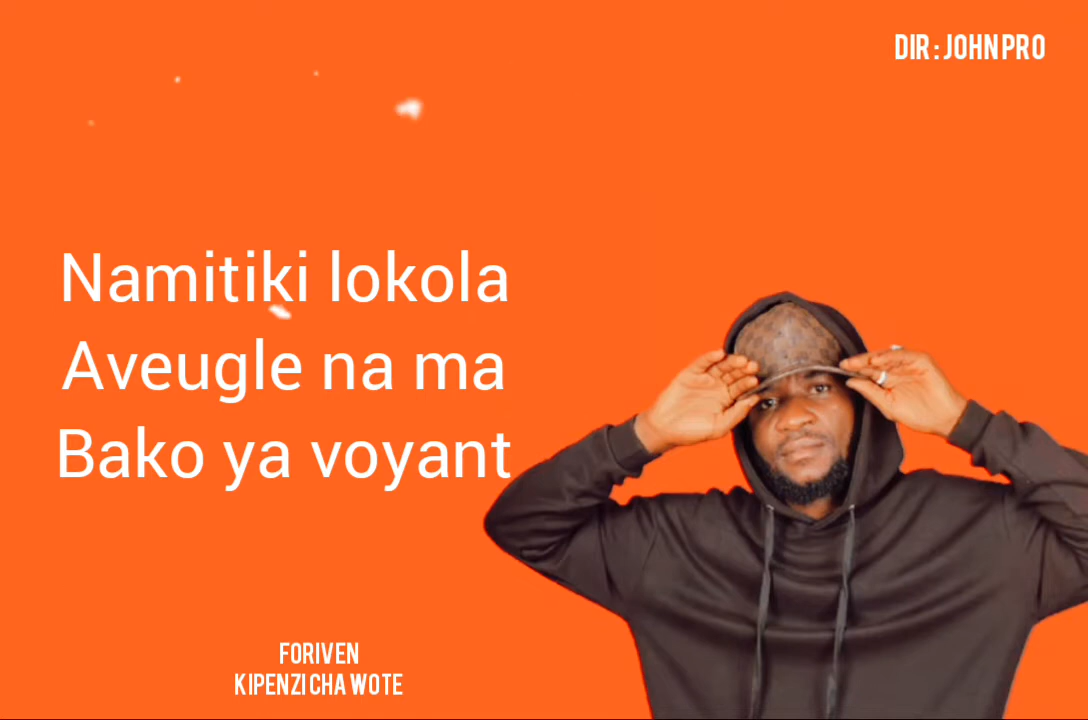 DIR : JOHN PRO
Namitiki lokola
Aveugle na ma
Bako ya voyant
FORIVEN
KIPENZI CHA WOTE